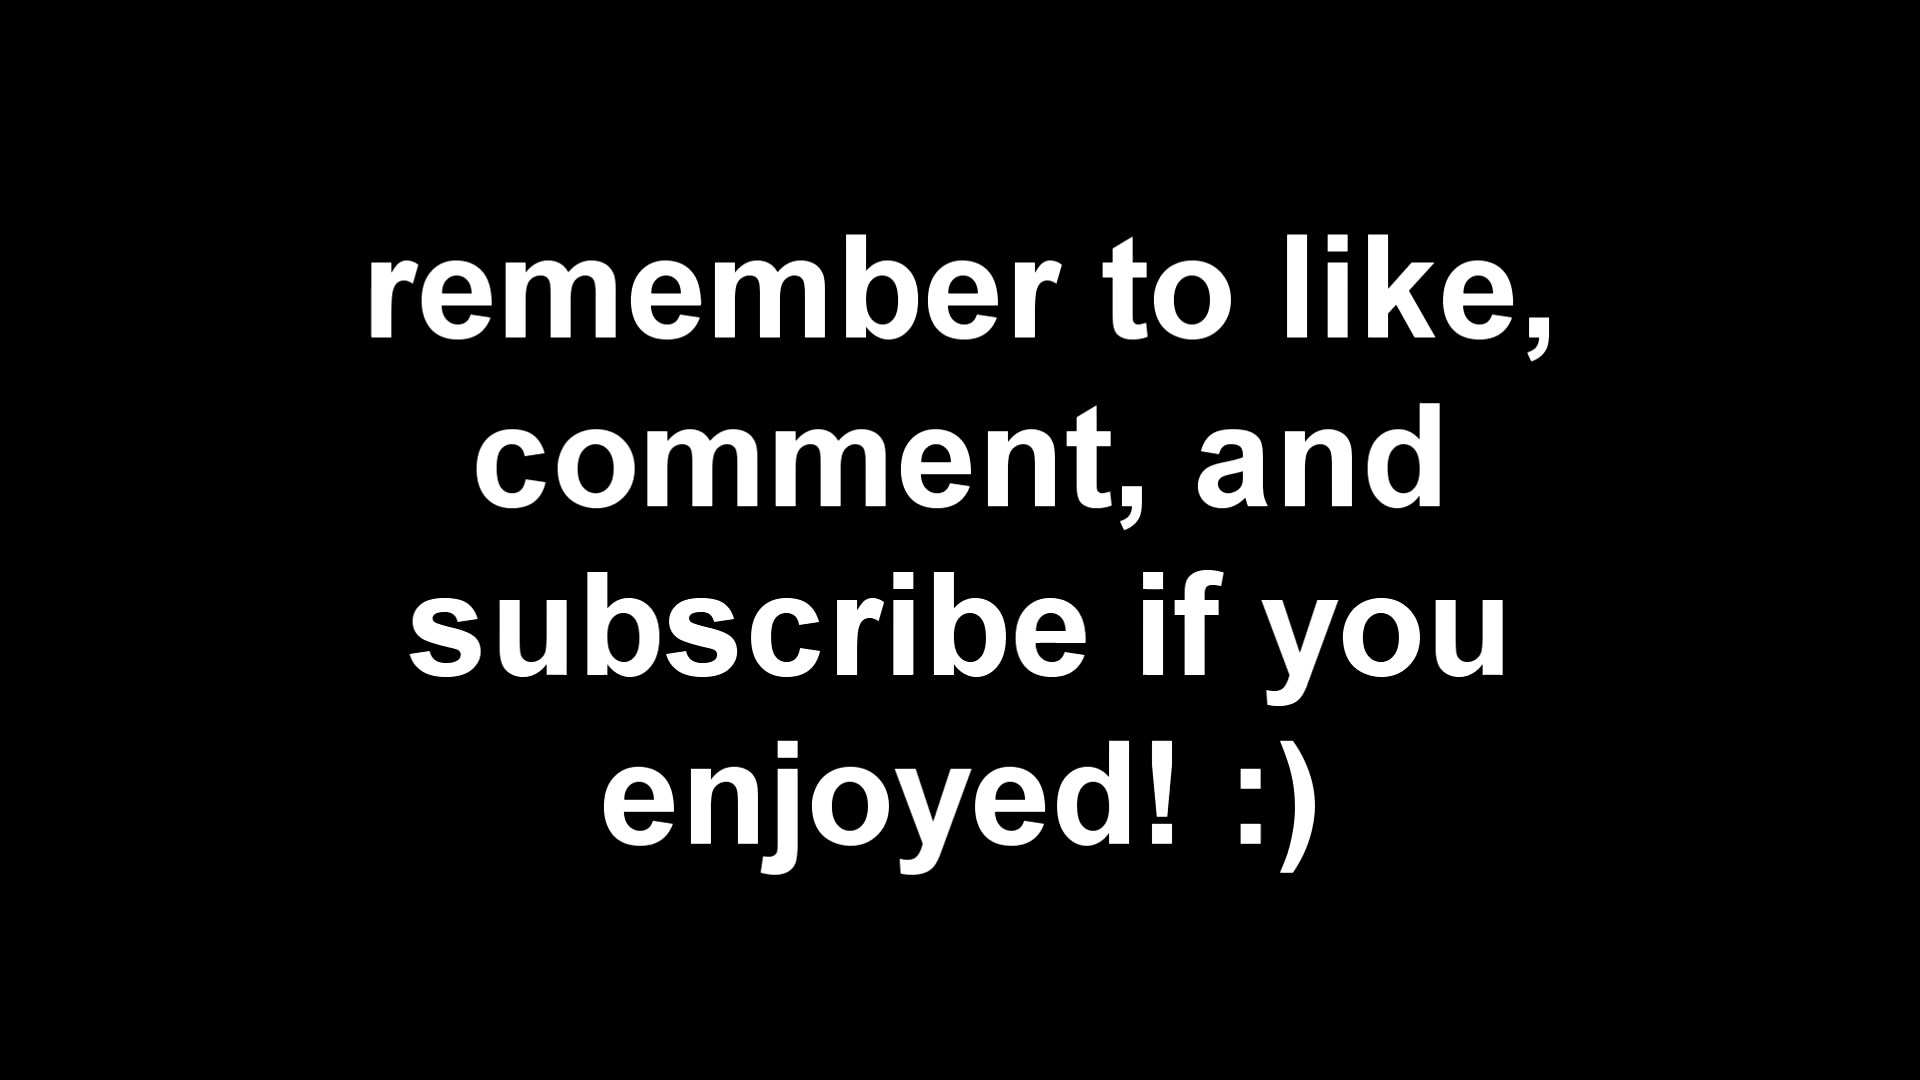 remember to like,
comment, and
subscribe if you
enjoyed! :)